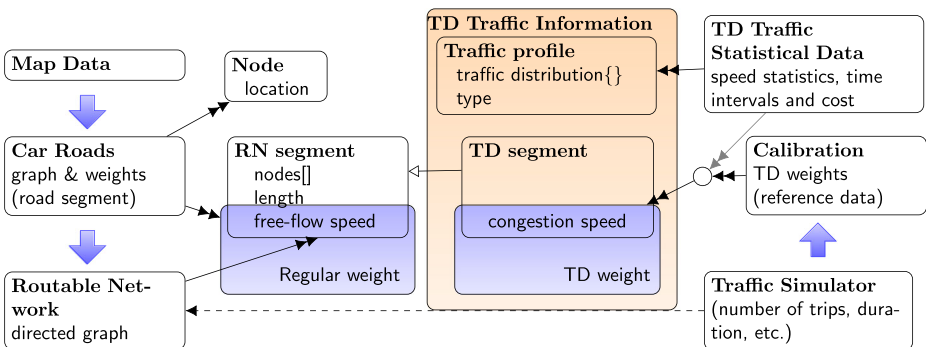 Map Data
Car Roads
graph & weights
(road segment)
Routable Net-
work
directed graph
Node
location
RN segment
nodes[]
length
free-flow speed
Regular weight
TD Traffic Information
Traffic profile
traffic distribution{}
type
TD segment
congestion speed
TD weight
TD Traffic
Statistical Data
speed statistics, time
intervals and cost
Calibration
TD weights
(reference data)
Traffic Simulator
(number of trips, dura-
tion, etc.)